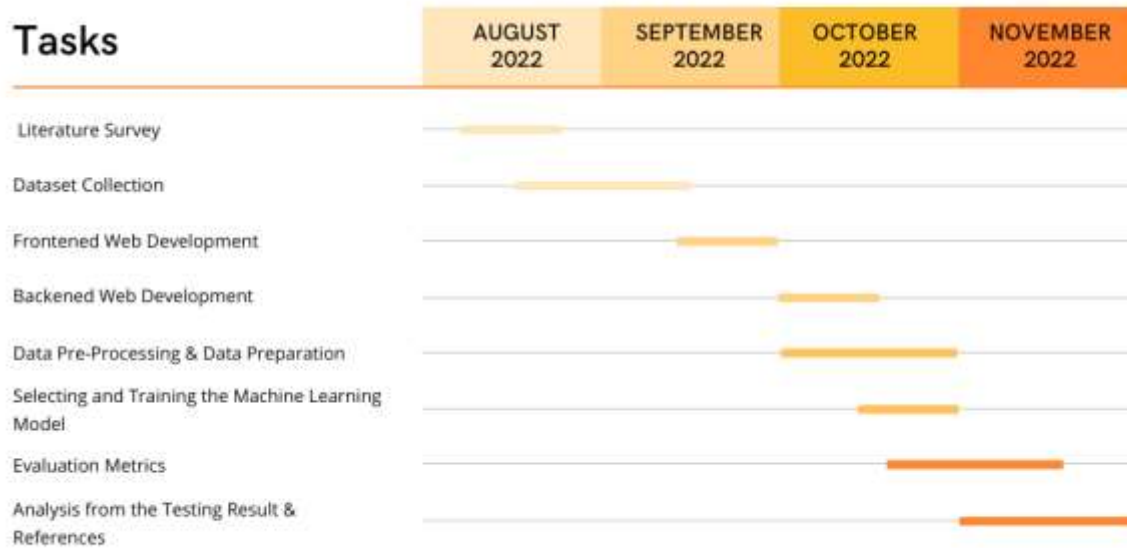 Tasks
AUGUST
2022
SEPTEMBER
2022
OCTOBER
2022
NOVEMBER
2022
Literature Survey
Dataset Collection
Frontened Web Development
Backened Web Development
Data Pre-Processing & Data Preparation
Selecting and Training the Machine Learning
Model
Evaluation Metrics
Analysis from the Testing Result &
References